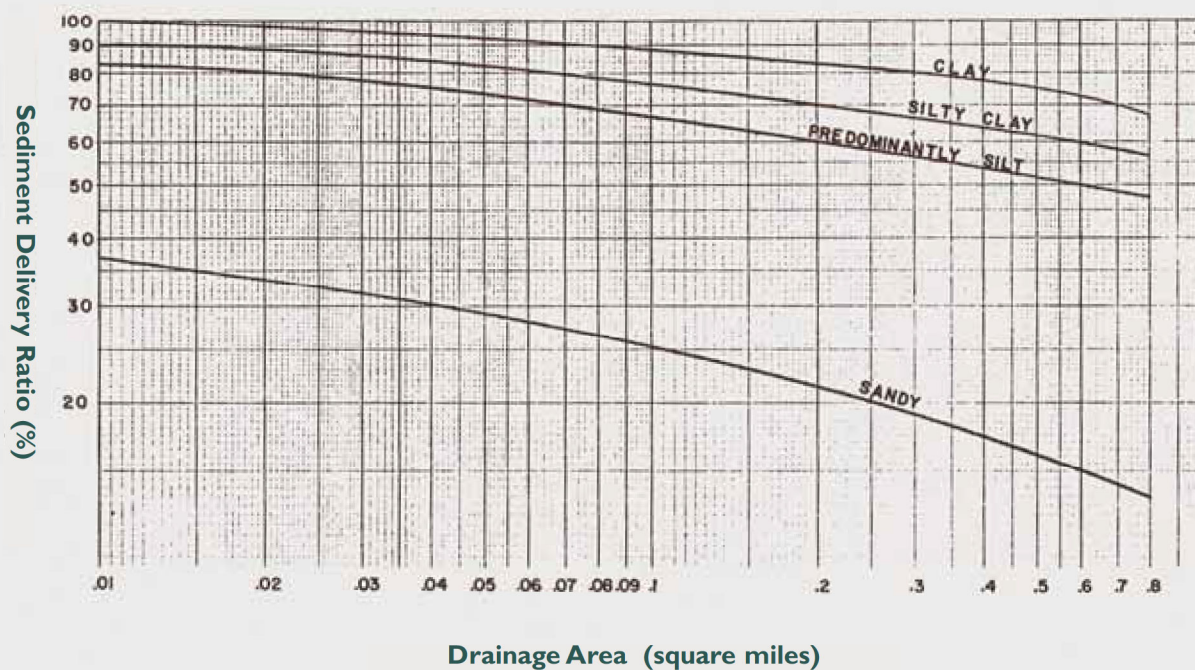 Sediment Delivery Ratio (%)
100
90
80
70
60
50
40
30
20
CLAY
SILTY CLAY
PREDOMINANTLY SILT
SANDY
.01 .02 .03 .04 .05 .06 .07 .08 .09 .1 .2 .3 .4 .5 .6 .7 .8
Drainage Area (square miles)